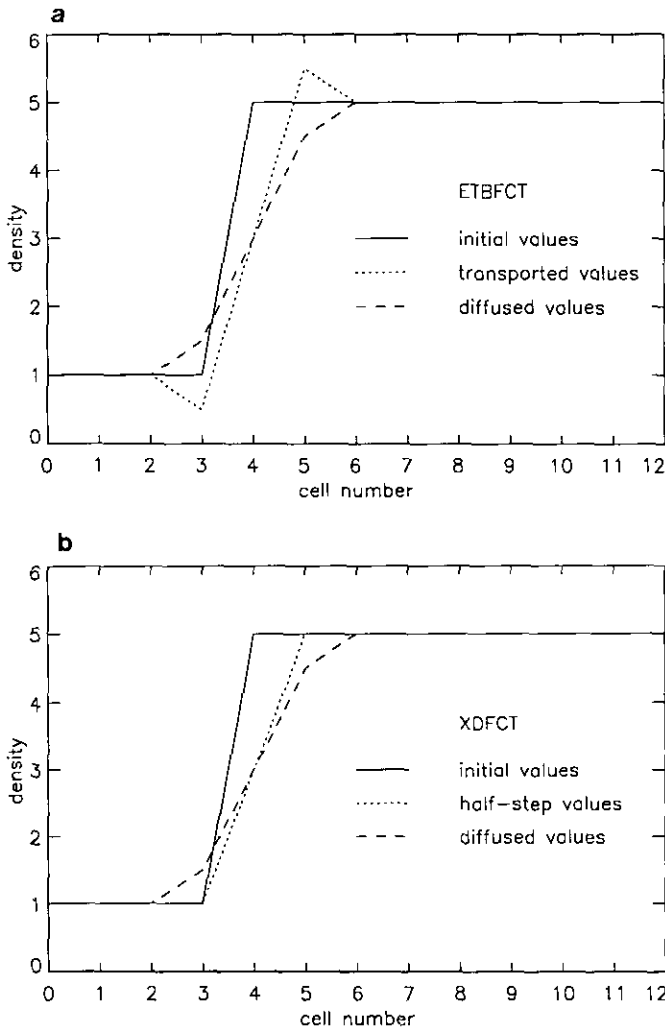 a
6
5
4
3
2
1
0
density
ETBFCT
initial values
transported values
diffused values
0 1 2 3 4 5 6 7 8 9 10 11 12
cell number
b
6
5
4
3
2
1
0
density
XDFCT
initial values
half-step values
diffused values
0 1 2 3 4 5 6 7 8 9 10 11 12
cell number